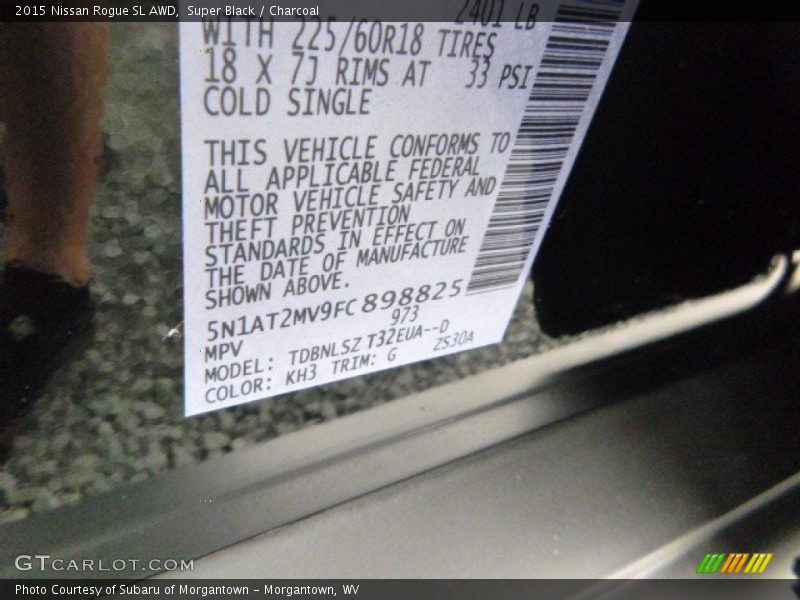 2015 Nissan Rogue SL AWD, Super Black / Charcoal
2401 LB
WITH 225/60R18 TIRES
18 X 7J RIMS AT 33 PSI
COLD SINGLE
THIS VEHICLE CONFORMS TO
ALL APPLICABLE FEDERAL
MOTOR VEHICLE SAFETY AND
THEFT PREVENTION
STANDARDS IN EFFECT ON
THE DATE OF MANUFACTURE
SHOWN ABOVE.
5N1AT2MV9FC898825
MPV 973
MODEL: TDBNLSZ T32EUA--D
COLOR: KH3 TRIM: G ZS30A
GTCARLOT.COM
Photo Courtesy of Subaru of Morgantown - Morgantown, WV